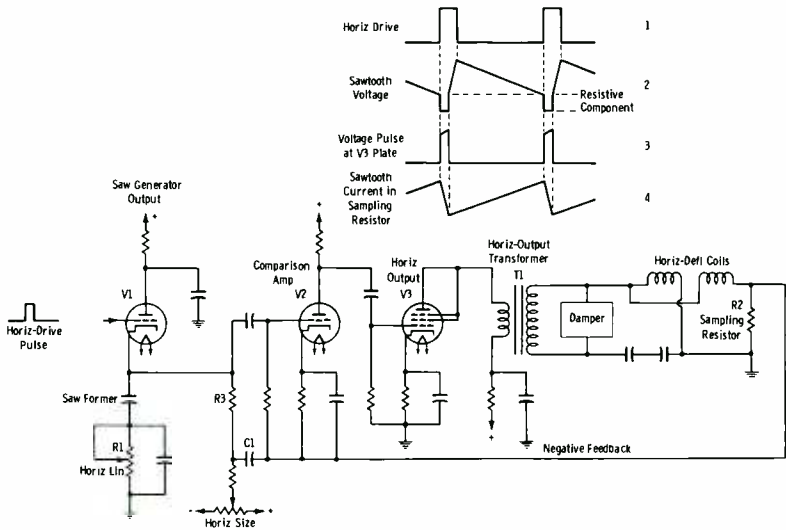 Horiz Drive
1
Sawtooth
Voltage
2
Resistive
Component
Voltage Pulse
at V3 Plate
3
Sawtooth
Current in
Sampling
Resistor
4
Saw Generator
Output
+
+
V1
Comparison
Amp
V2
Horiz
Output
V3
Horiz-Output
Transformer
T1
Horiz-Defl Coils
Damper
R2
Sampling
Resistor
Horiz-Drive
Pulse
Saw Former
R1
Horiz Lin
R3
C1
+
Negative Feedback
- +
Horiz Size